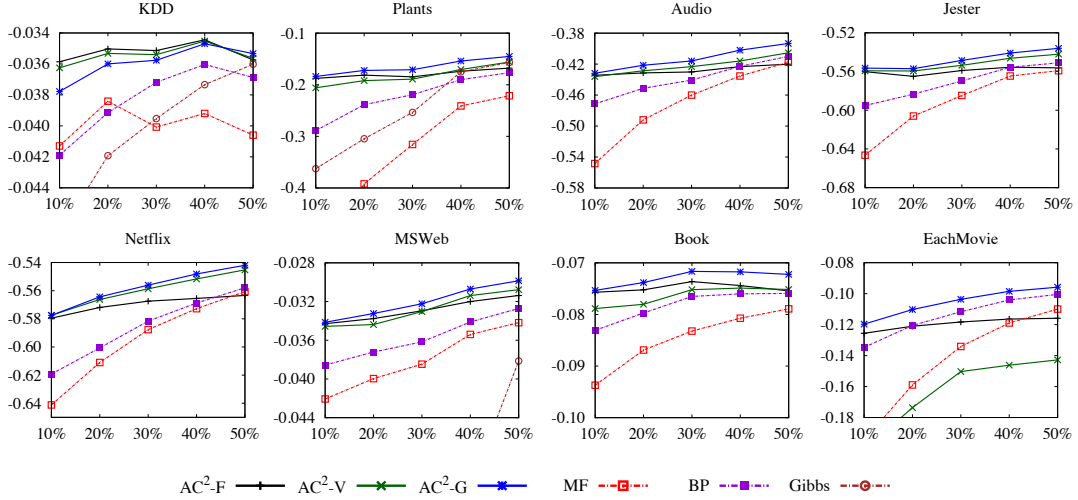 KDD
-0.034
-0.036
-0.038
-0.040
-0.042
-0.044
10% 20% 30% 40% 50%
Plants
-0.1
-0.2
-0.3
-0.4
10% 20% 30% 40% 50%
Audio
-0.38
-0.42
-0.46
-0.50
-0.54
-0.58
10% 20% 30% 40% 50%
Jester
-0.52
-0.56
-0.60
-0.64
-0.68
10% 20% 30% 40% 50%
Netflix
-0.54
-0.56
-0.58
-0.60
-0.62
-0.64
10% 20% 30% 40% 50%
MSWeb
-0.028
-0.032
-0.036
-0.040
-0.044
10% 20% 30% 40% 50%
Book
-0.07
-0.08
-0.09
-0.10
10% 20% 30% 40% 50%
EachMovie
-0.08
-0.10
-0.12
-0.14
-0.16
-0.18
10% 20% 30% 40% 50%
AC²-F AC²-V AC²-G MF BP Gibbs